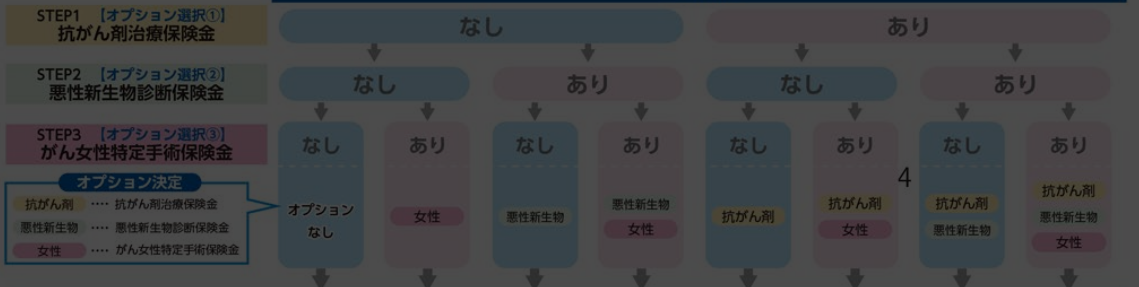 STEP1 【オプション選択①】
抗がん剤治療保険金
なし
あり
STEP2 【オプション選択②】
悪性新生物診断保険金
なし
あり
なし
あり
STEP3 【オプション選択③】
がん女性特定手術保険金
なし
あり
なし
あり
なし
あり
なし
あり
オプション決定
抗がん剤 ···· 抗がん剤治療保険金
悪性新生物 ···· 悪性新生物診断保険金
女性 ···· がん女性特定手術保険金
オプション
なし
女性
悪性新生物
悪性新生物
女性
抗がん剤
抗がん剤
女性
4
抗がん剤
悪性新生物
抗がん剤
悪性新生物
女性